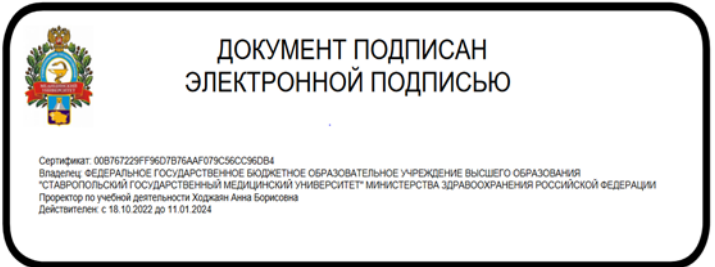 ДОКУМЕНТ ПОДПИСАН
ЭЛЕКТРОННОЙ ПОДПИСЬЮ
Сертификат: 00B767229FF96D7B76AAF079C56CC96DB4
Владелец: ФЕДЕРАЛЬНОЕ ГОСУДАРСТВЕННОЕ БЮДЖЕТНОЕ ОБРАЗОВАТЕЛЬНОЕ УЧРЕЖДЕНИЕ ВЫСШЕГО ОБРАЗОВАНИЯ
"СТАВРОПОЛЬСКИЙ ГОСУДАРСТВЕННЫЙ МЕДИЦИНСКИЙ УНИВЕРСИТЕТ" МИНИСТЕРСТВА ЗДРАВООХРАНЕНИЯ РОССИЙСКОЙ ФЕДЕРАЦИИ
Проректор по учебной деятельности Ходжаян Анна Борисовна
Действителен: с 18.10.2022 до 11.01.2024